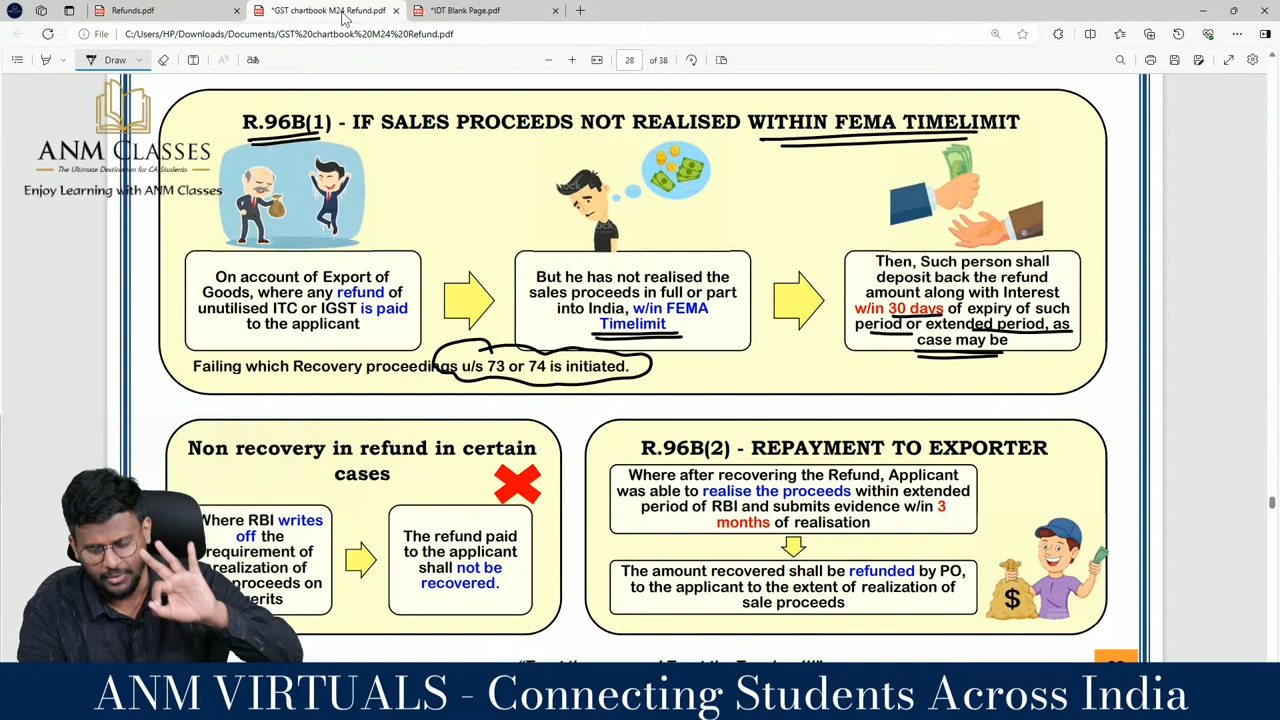 Refunds.pdf
*GST chartbook M24 Refund.pdf
*IDT Blank Page.pdf
File
C:/Users/HP/Downloads/Documents/GST%20chartbook%20M24%20Refund.pdf
Draw
28 of 38
ANM CLASSES
The Ultimate Destination for CA Students
Enjoy Learning with ANM Classes
R.96B(1) - IF SALES PROCEEDS NOT REALISED WITHIN FEMA TIMELIMIT
On account of Export of
Goods, where any refund of
unutilised ITC or IGST is paid
to the applicant
But he has not realised the
sales proceeds in full or part
into India, w/in FEMA
Timelimit
Then, Such person shall
deposit back the refund
amount along with Interest
w/in 30 days of expiry of such
period or extended period, as
case may be
Failing which Recovery proceedings u/s 73 or 74 is initiated.
Non recovery in refund in certain
cases
Where RBI writes
off the
requirement of
realization of
proceeds on
The refund paid
to the applicant
shall not be
recovered.
R.96B(2) - REPAYMENT TO EXPORTER
Where after recovering the Refund, Applicant
was able to realise the proceeds within extended
period of RBI and submits evidence w/in 3
months of realisation
The amount recovered shall be refunded by PO,
to the applicant to the extent of realization of
sale proceeds
ANM VIRTUALS - Connecting Students Across India